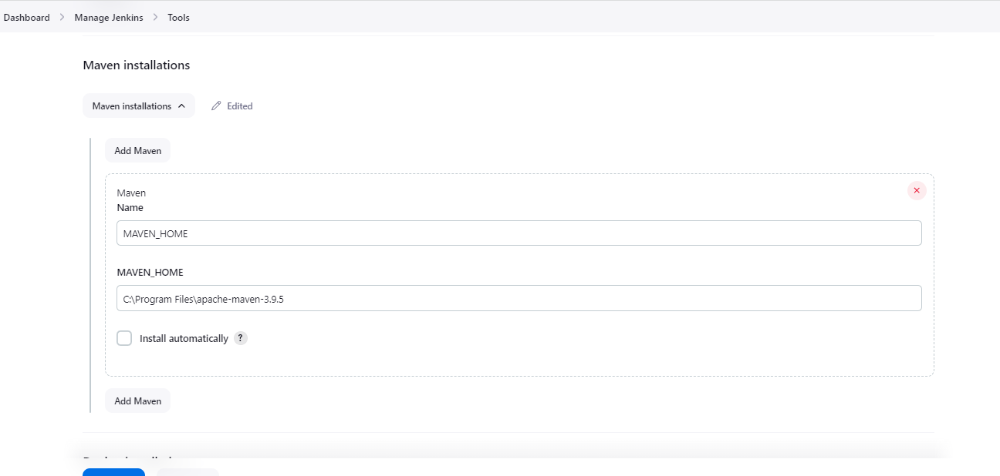 Dashboard > Manage Jenkins > Tools
Maven installations
Maven installations Edited
Add Maven
Maven
Name
MAVEN_HOME
MAVEN_HOME
C:\Program Files\apache-maven-3.9.5
Install automatically ?
Add Maven